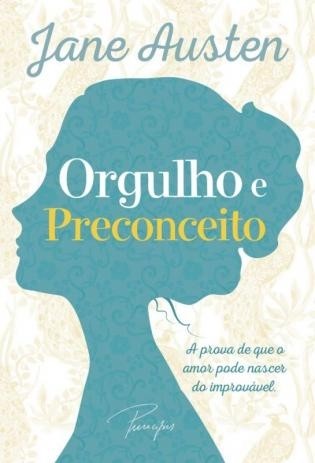 Jane Austen
Orgulho e
Preconceito
A prova de que o
amor pode nascer
do improvável.
Principis